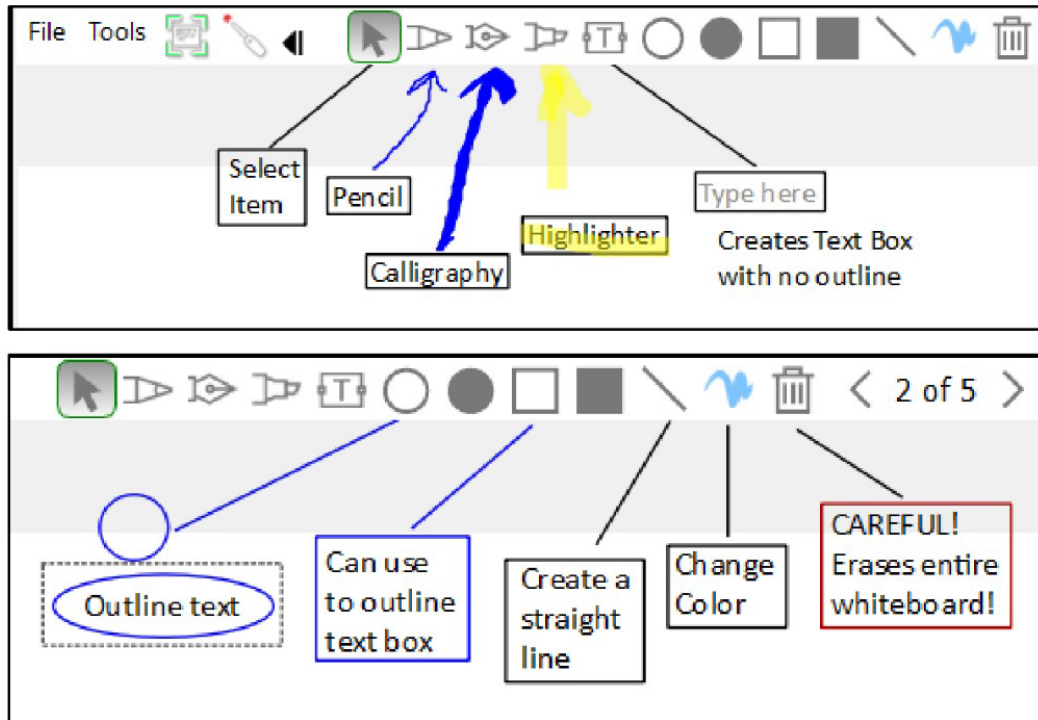 File Tools
T
Select
Item
Pencil
Calligraphy
Highlighter
Type here
Creates Text Box
with no outline
T
2 of 5
Outline text
Can use
to outline
text box
Create a
straight
line
Change
Color
CAREFUL!
Erases entire
whiteboard!